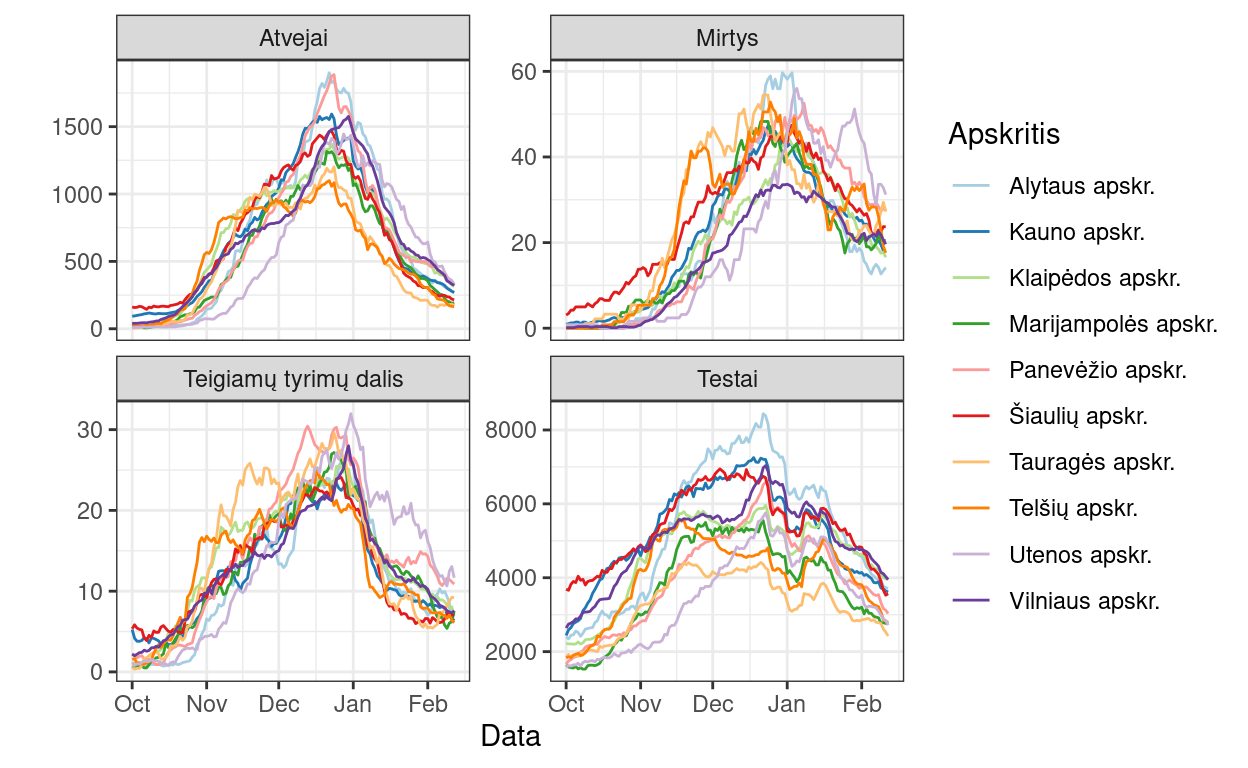 Atvejai
Mirtys
1500
1000
500
0
60
40
20
0
Teigiamų tyrimų dalis
Testai
30
20
10
0
8000
6000
4000
2000
Oct Nov Dec Jan Feb
Oct Nov Dec Jan Feb
Data
Apskritis
Alytaus apskr.
Kauno apskr.
Klaipėdos apskr.
Marijampolės apskr.
Panevėžio apskr.
Šiaulių apskr.
Tauragės apskr.
Telšių apskr.
Utenos apskr.
Vilniaus apskr.